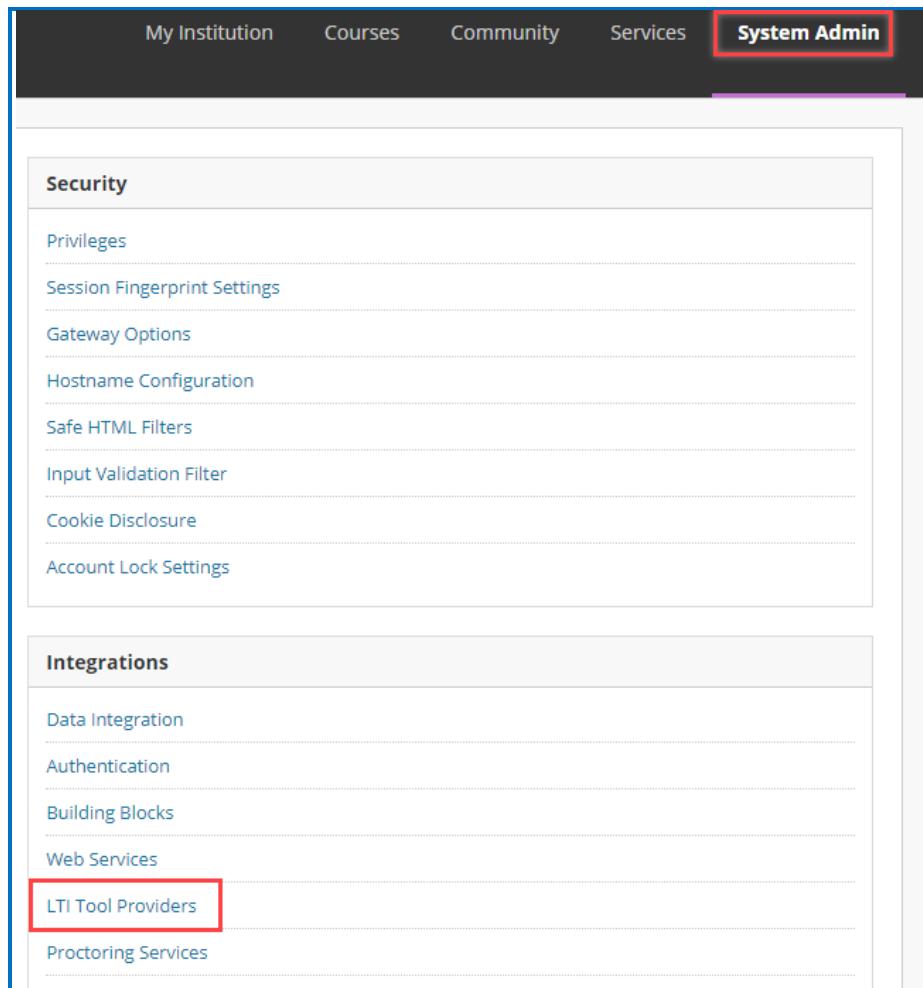 My Institution Courses Community Services System Admin
Security
Privileges
Session Fingerprint Settings
Gateway Options
Hostname Configuration
Safe HTML Filters
Input Validation Filter
Cookie Disclosure
Account Lock Settings
Integrations
Data Integration
Authentication
Building Blocks
Web Services
LTI Tool Providers
Proctoring Services